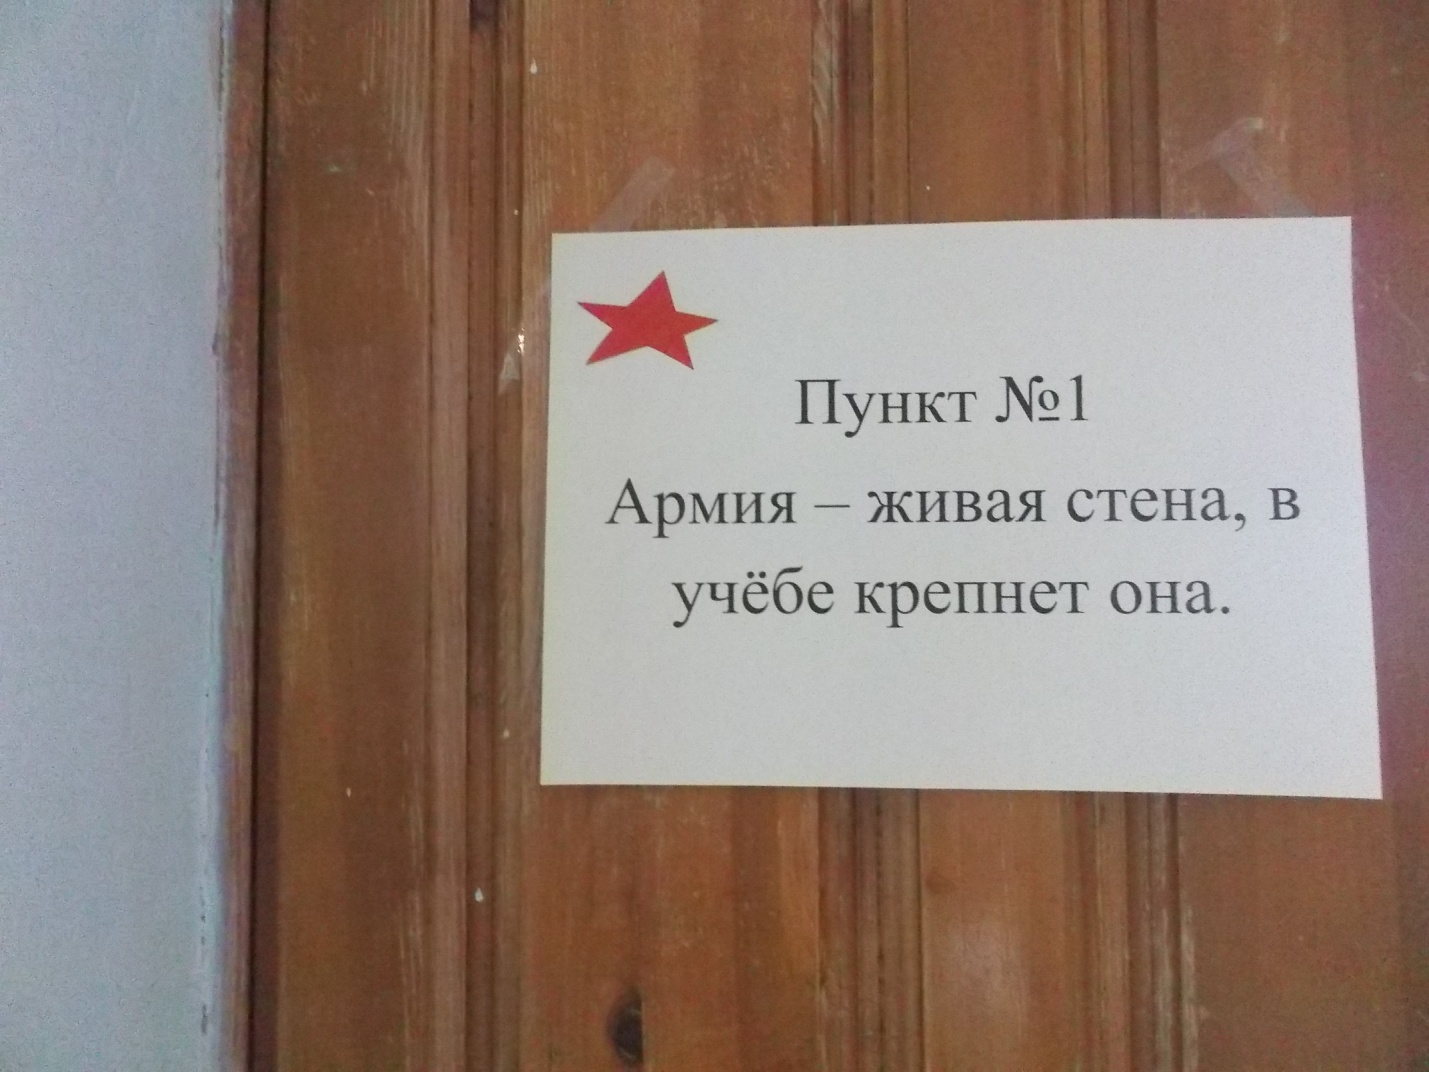 Пункт №1
Армия – живая стена, в
учёбе крепнет она.